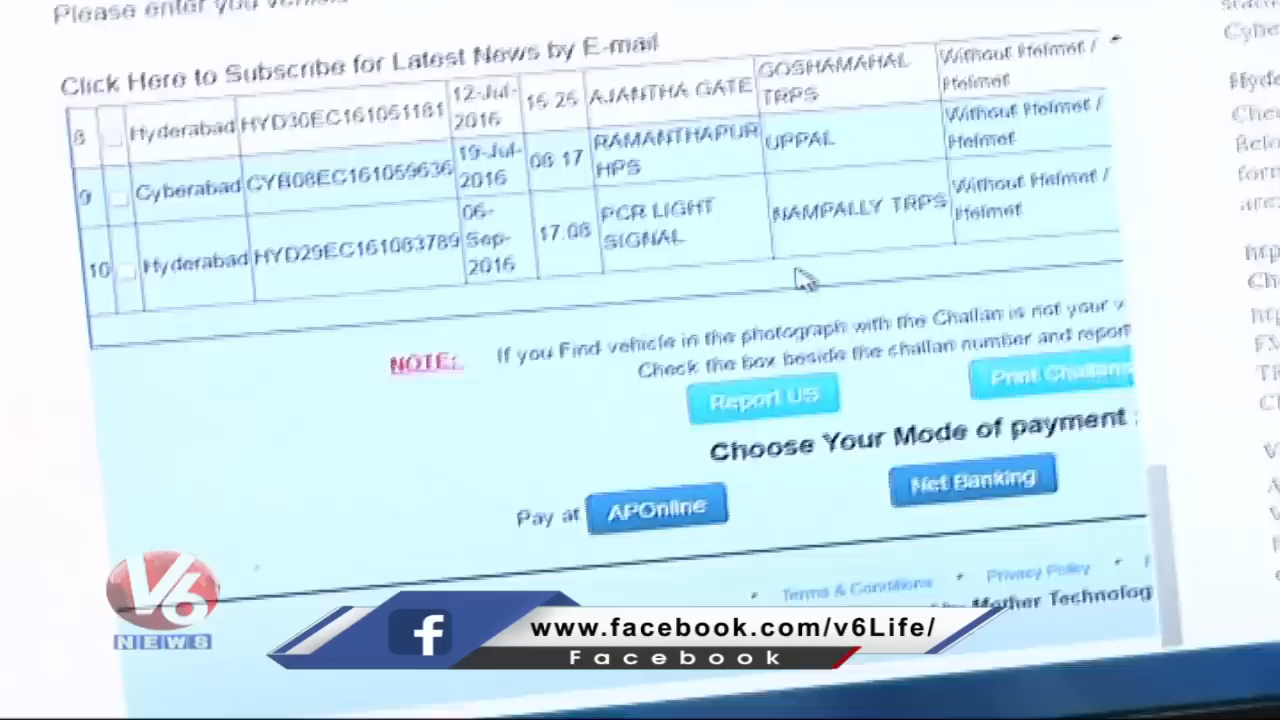 Please enter you
Click Here to Subscribe for Latest News by E-mail
8 Hyderabad HYD30EC161051181 12-Jul-2016 15 25 AJANTHA GATE GOSHAMAHAL TRPS Without Helmet / Helmet
9 Cyberabad CYB08EC161059636 19-Jul-2016 08 17 RAMANTHAPUR HPS UPPAL Without Helmet / Helmet
10 Hyderabad HYD29EC161083789 06-Sep-2016 17.08 PCR LIGHT SIGNAL NAMPALLY TRPS Without Helmet / Helmet
NOTE: If you Find vehicle in the photograph with the Challan is not your v
Check the box beside the challan number and report
Report US Print Challans
Choose Your Mode of payment :
Pay at APOnline Net Banking
Terms & Conditions Privacy Policy
Mother Technolog
V6
NEWS
f www.facebook.com/v6Life/
Facebook